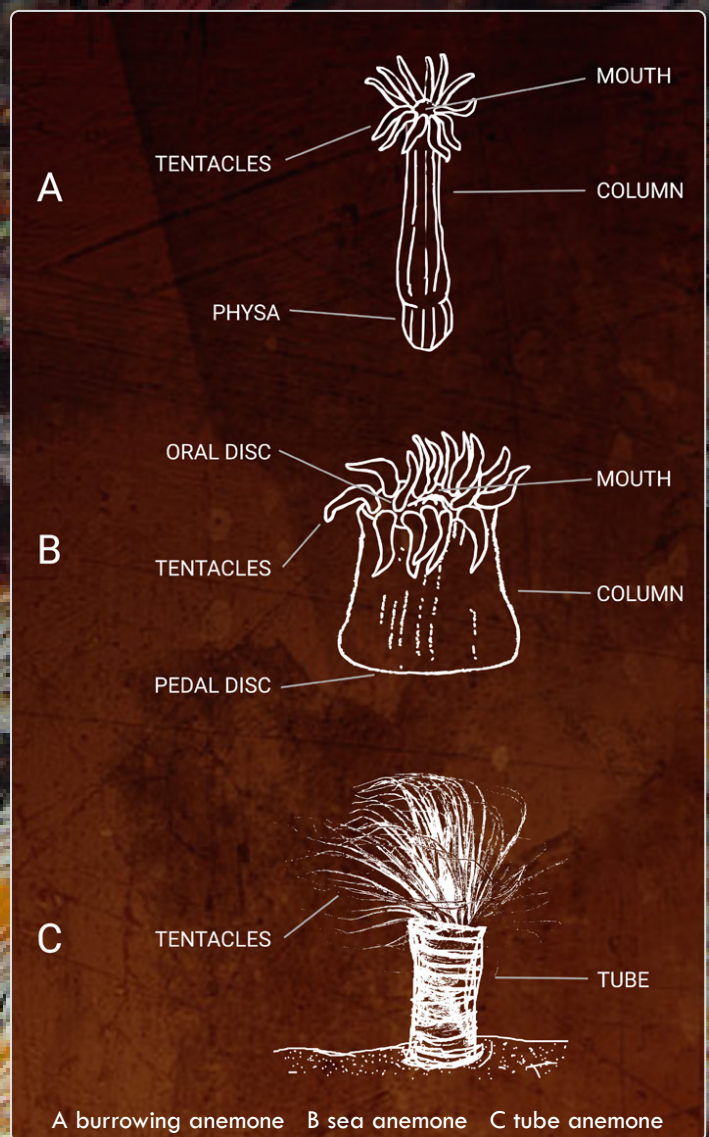 MOUTH
TENTACLES
A
COLUMN
PHYSA
ORAL DISC
MOUTH
B
TENTACLES
COLUMN
PEDAL DISC
C
TENTACLES
TUBE
A burrowing anemone B sea anemone C tube anemone